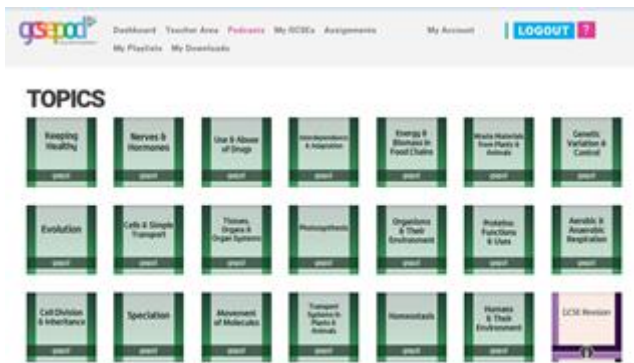 gcsepod
Dashboard Teacher Area Podcasts My GCSEs Assignments My Account LOGOUT ?
My Playlists My Downloads
TOPICS
Keeping
Healthy
Nerves &
Hormones
Use & Abuse
of Drugs
Interdependence
& Adaptation
Energy &
Biomass in
Food Chains
Waste Materials
from Plants &
Animals
Genetic
Variation &
Control
Evolution
Cells & Simple
Transport
Tissues,
Organs &
Organ Systems
Photosynthesis
Organisms
& Their
Environment
Proteins
Functions
& Uses
Aerobic &
Anaerobic
Respiration
Cell Division
& Inheritance
Speciation
Movement
of Molecules
Transport
Systems in
Plants &
Animals
Homeostasis
Humans
& Their
Environment
GCSE Revision